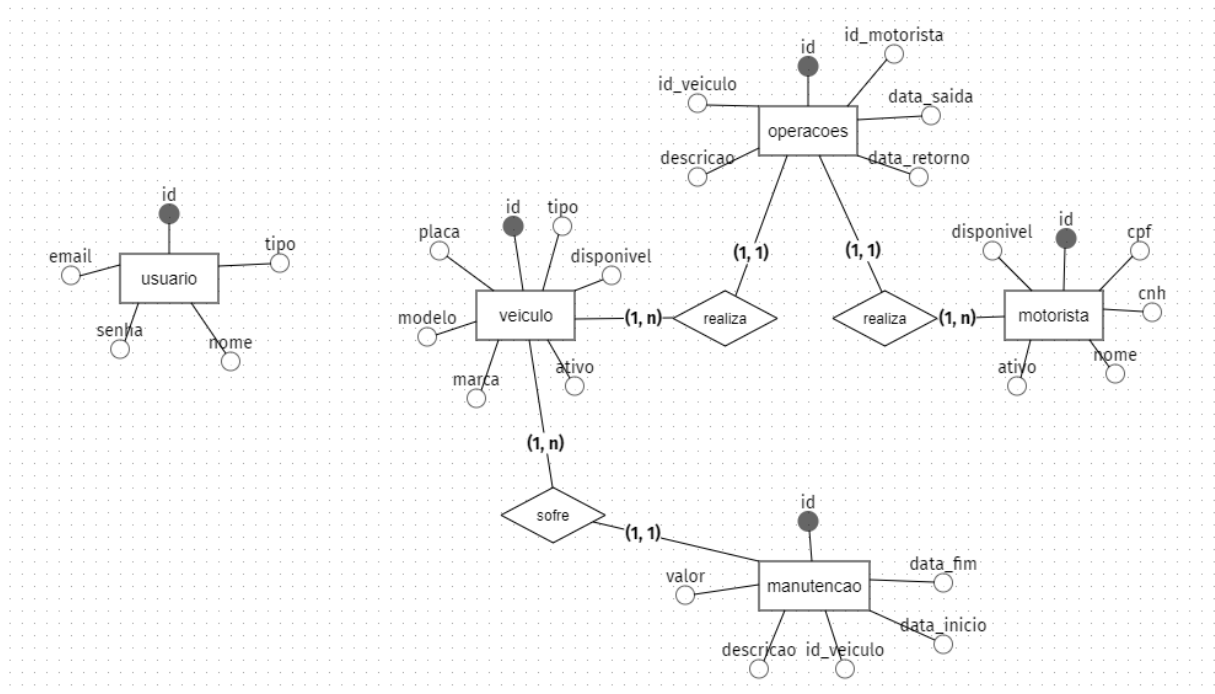 id
email
tipo
usuario
senha
nome
id
tipo
placa
disponivel
modelo
veiculo
marca
ativo
(1, n)
realiza
(1, 1)
id
id_motorista
id_veiculo
data_saida
operacoes
descricao
data_retorno
(1, 1)
realiza
(1, n)
id
disponivel
cpf
cnh
motorista
ativo
nome
(1, n)
sofre
(1, 1)
id
valor
data_fim
manutencao
data_inicio
descricao
id_veiculo